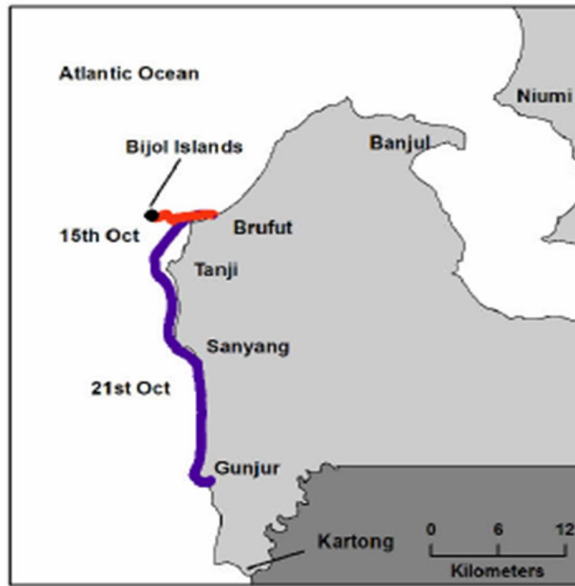 Atlantic Ocean
Niumi
Banjul
Bijol Islands
Brufut
15th Oct
Tanji
Sanyang
21st Oct
Gunjur
Kartong
0 6 12
Kilometers